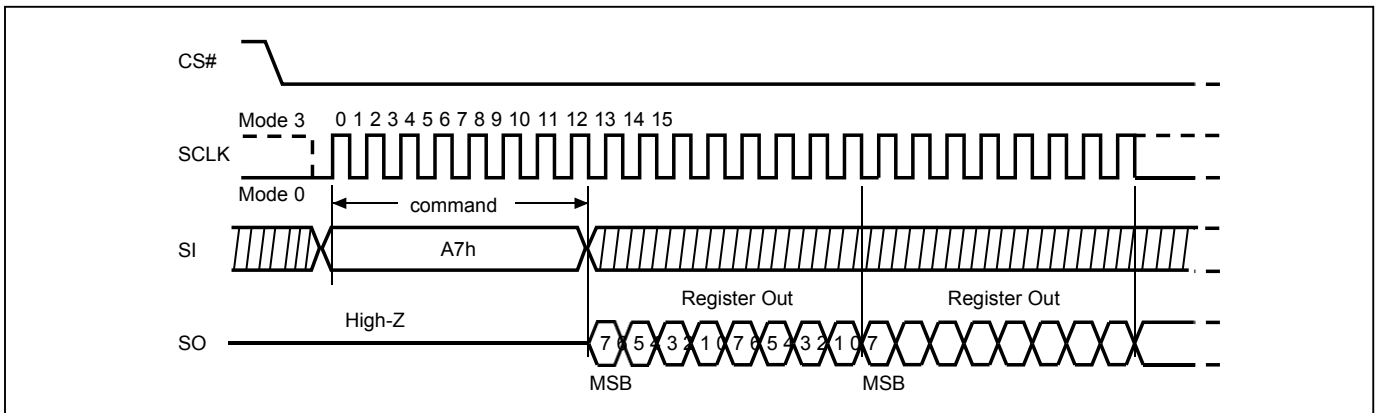 CS#
Mode 3 0 1 2 3 4 5 6 7 8 9 10 11 12 13 14 15
SCLK
Mode 0
command
SI A7h
Register Out Register Out
High-Z
SO 7 6 5 4 3 2 1 0 7 6 5 4 3 2 1 0 7
MSB MSB